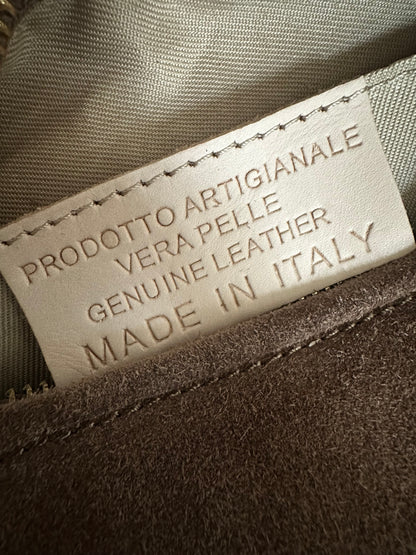 PRODOTTO ARTIGIANALE
VERA PELLE
GENUINE LEATHER
MADE IN ITALY